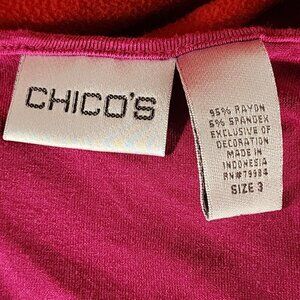 CHICO'S
95% RAYON
5% SPANDEX
EXCLUSIVE OF
DECORATION
MADE IN
INDONESIA
RN#79984
SIZE 3